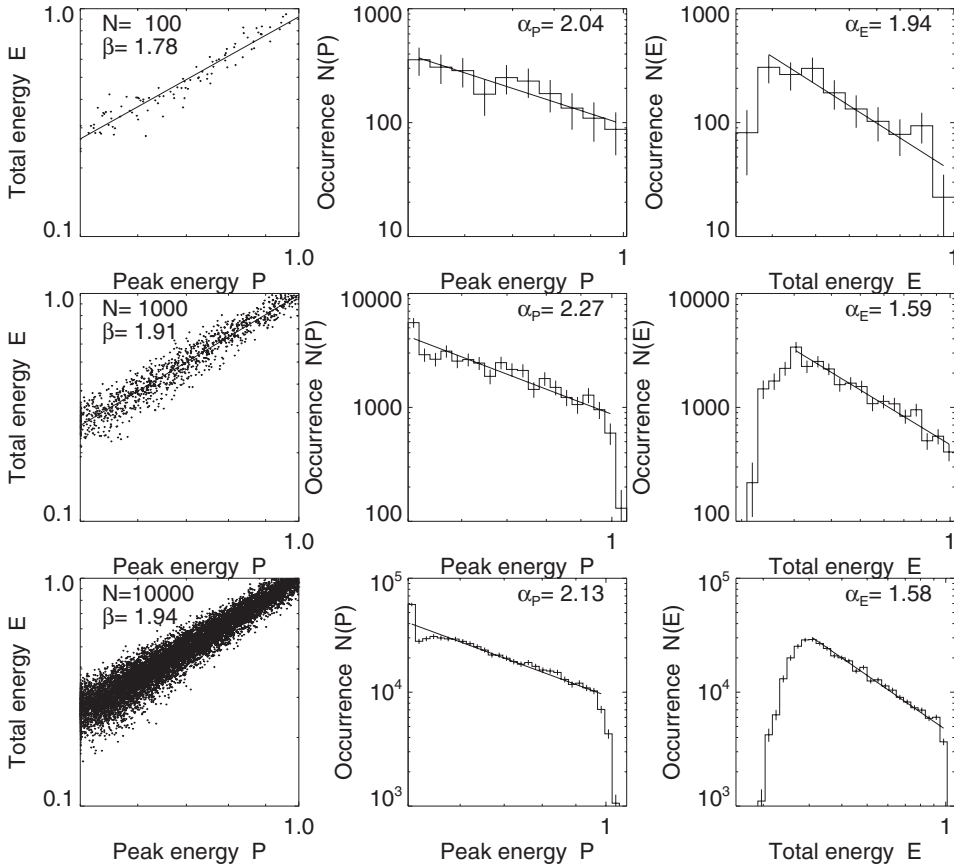 1.0
N= 100
β= 1.78
Total energy E
0.1
1.0
Peak energy P
1000
α_P= 2.04
Occurrence N(P)
100
10
1
Peak energy P
1000
α_E= 1.94
Occurrence N(E)
100
10
1
Total energy E
1.0
N= 1000
β= 1.91
Total energy E
0.1
1.0
Peak energy P
10000
α_P= 2.27
Occurrence N(P)
1000
100
1
Peak energy P
10000
α_E= 1.59
Occurrence N(E)
1000
100
1
Total energy E
1.0
N=10000
β= 1.94
Total energy E
0.1
1.0
Peak energy P
10^5
α_P= 2.13
Occurrence N(P)
10^4
10^3
1
Peak energy P
10^5
α_E= 1.58
Occurrence N(E)
10^4
10^3
1
Total energy E